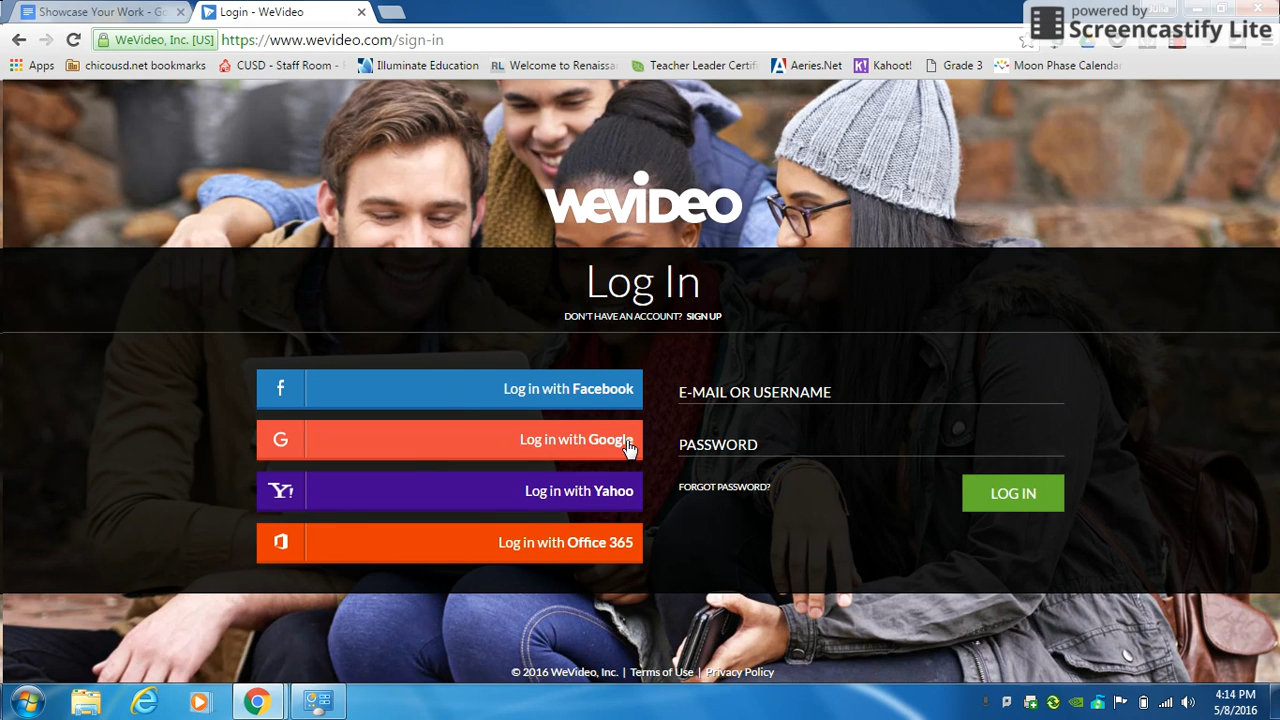 Showcase Your Work - Go
Login - WeVideo
powered by
Screencastify Lite
WeVideo, Inc. [US]
https://www.wevideo.com/sign-in
Apps
chicousd.net bookmarks
CUSD - Staff Room -
Illuminate Education
RL Welcome to Renaiss
Teacher Leader Certifi
Aeries.Net
K! Kahoot!
Grade 3
Moon Phase Calenda
WEVIDEO
Log In
DON'T HAVE AN ACCOUNT? SIGN UP
f Log in with Facebook
E-MAIL OR USERNAME
G Log in with Google
PASSWORD
Y! Log in with Yahoo
FORGOT PASSWORD?
LOG IN
Log in with Office 365
© 2016 WeVideo, Inc. | Terms of Use | Privacy Policy
4:14 PM
5/8/2016